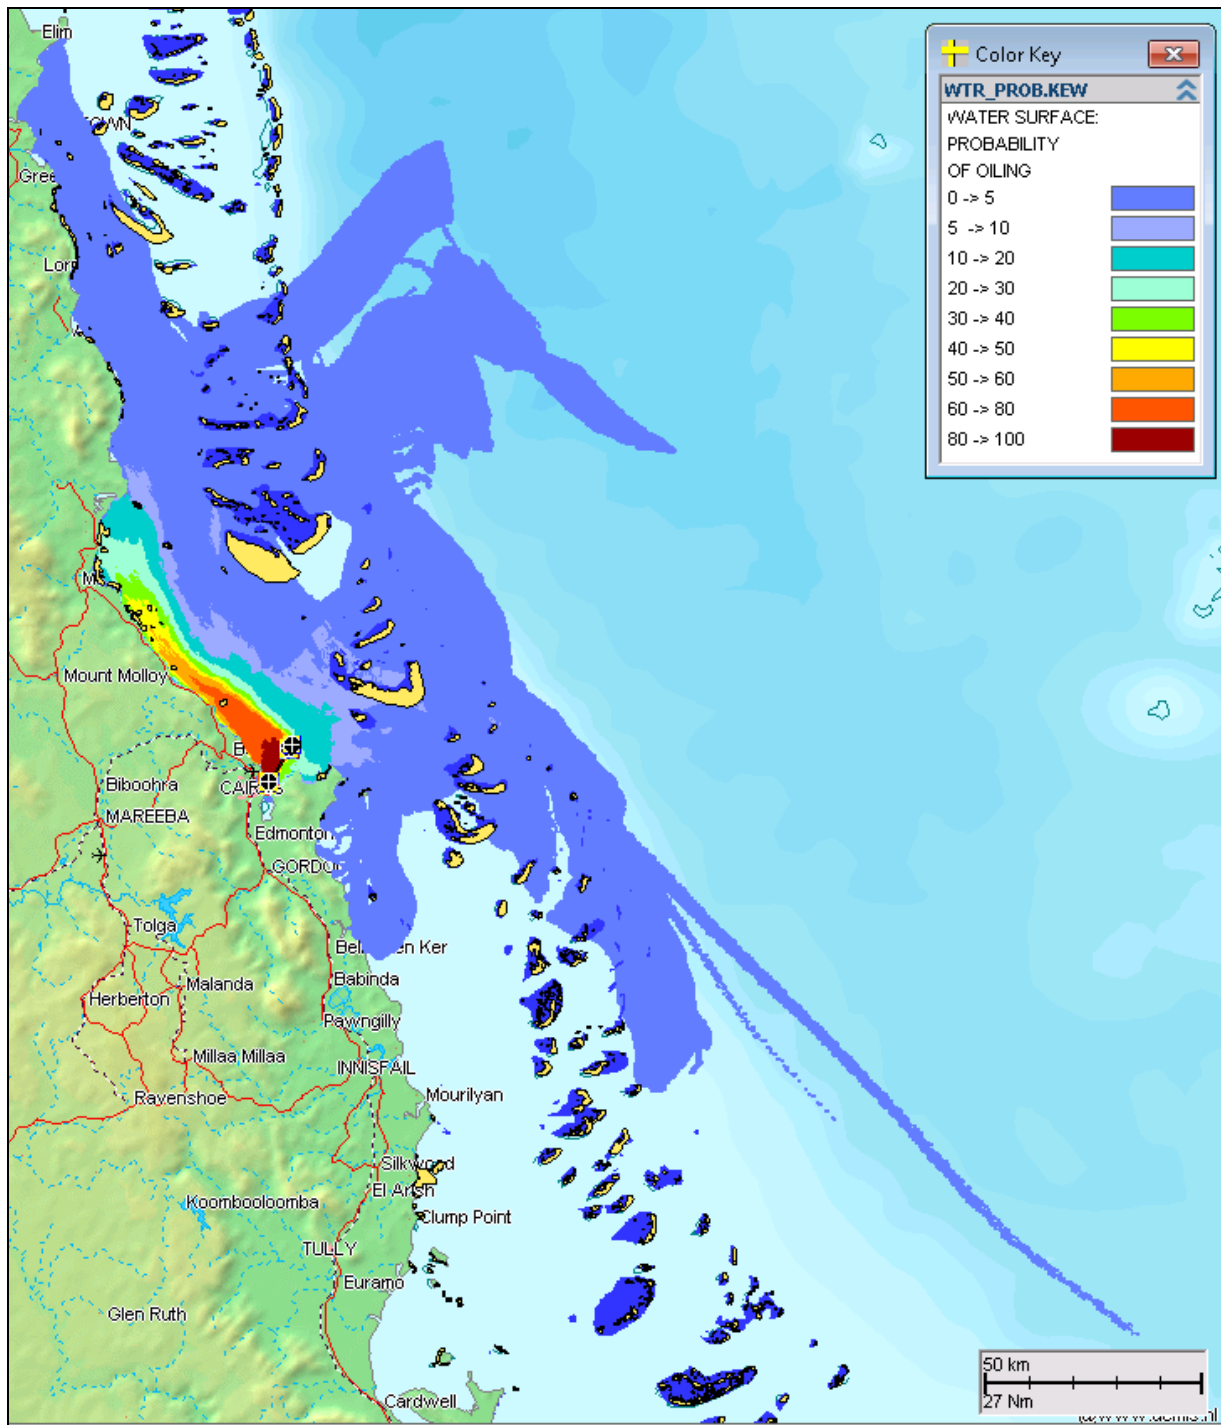 Elim
Color Key
WTR_PROB.KEW
WATER SURFACE:
PROBABILITY
OF OILING
0 -> 5
5 -> 10
10 -> 20
20 -> 30
30 -> 40
40 -> 50
50 -> 60
60 -> 80
80 -> 100
Mount Molloy
Biboohra
MAREEBA
Edmonton
Tolga
Babinda
Malanda
Herberton
Pawngilly
Millaa Millaa
INNISFAIL
Ravenshoe
Mourilyan
Silkwood
El Arish
Koombooloomba
Clump Point
TULLY
Euramo
Glen Ruth
Cardwell
50 km
27 Nm